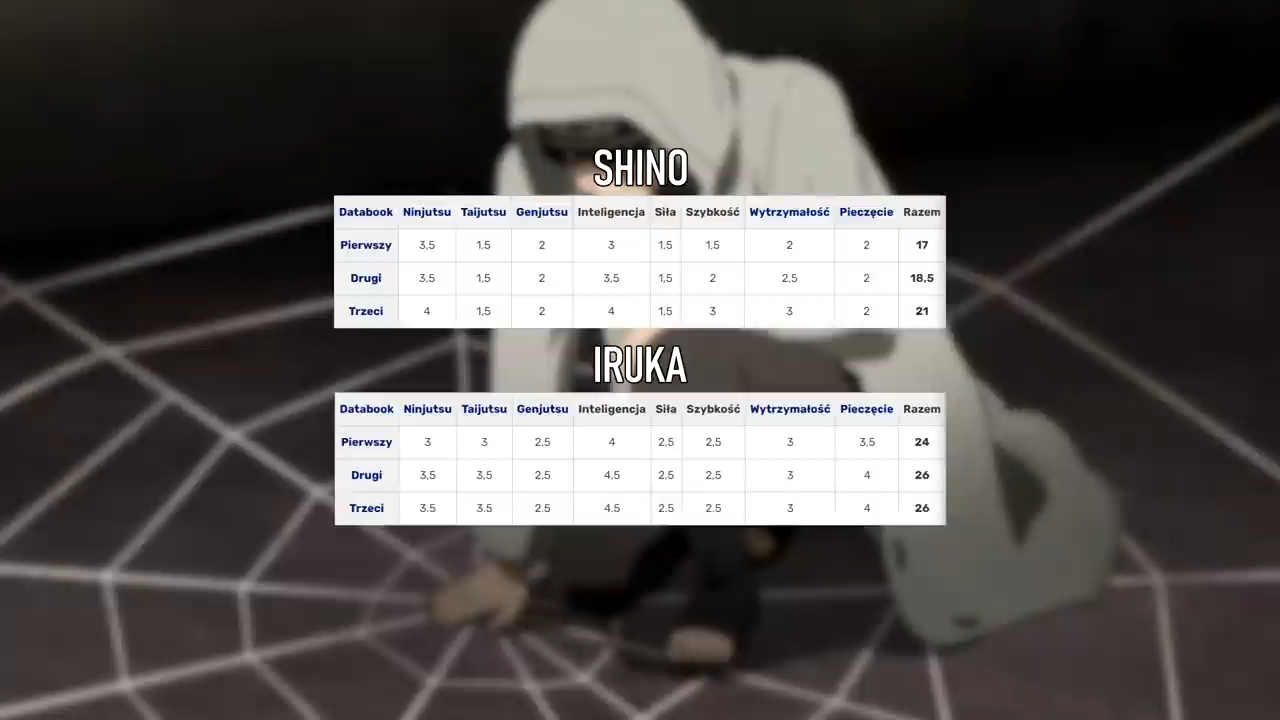 SHINO
Databook Ninjutsu Taijutsu Genjutsu Inteligencja Siła Szybkość Wytrzymałość Pieczęcie Razem
Pierwszy 3,5 1,5 2 3 1,5 1,5 2 2 17
Drugi 3,5 1,5 2 3,5 1,5 2 2,5 2 18,5
Trzeci 4 1,5 2 4 1,5 3 3 2 21
IRUKA
Databook Ninjutsu Taijutsu Genjutsu Inteligencja Siła Szybkość Wytrzymałość Pieczęcie Razem
Pierwszy 3 3 2,5 4 2,5 2,5 3 3,5 24
Drugi 3,5 3,5 2,5 4,5 2,5 2,5 3 4 26
Trzeci 3.5 3.5 2.5 4.5 2.5 2.5 3 4 26